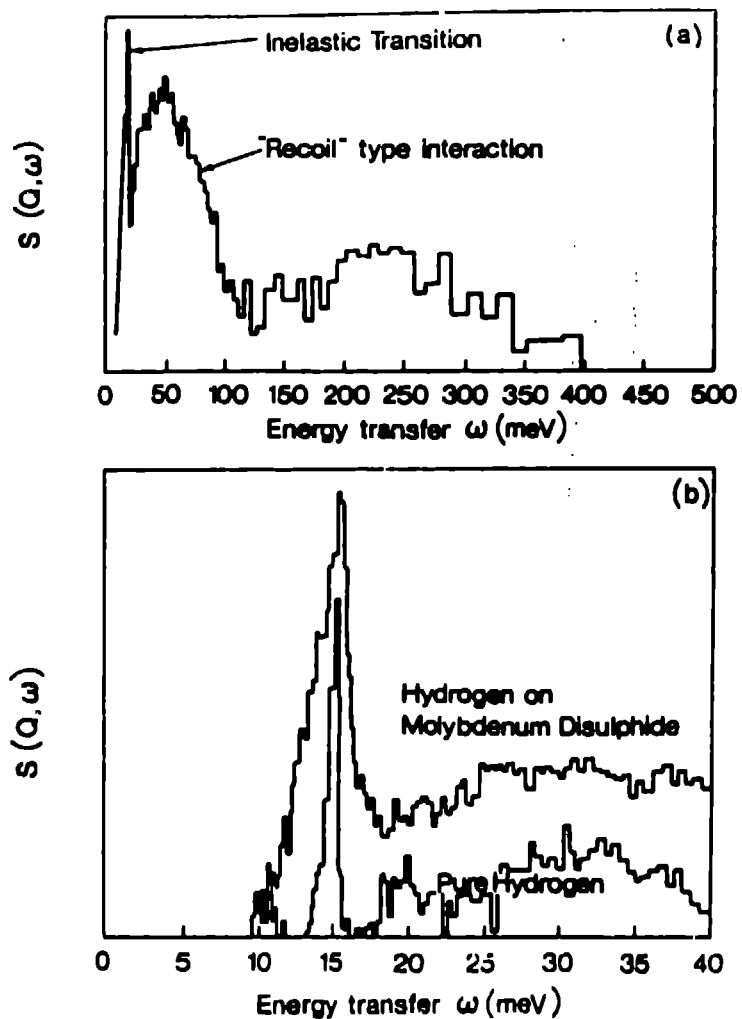 (a)
Inelastic Transition
"Recoil" type interaction
S (Q,ω)
0 50 100 150 200 250 300 350 400 450 500
Energy transfer ω (meV)
(b)
Hydrogen on
Molybdenum Disulphide
Pure Hydrogen
S (Q,ω)
0 5 10 15 20 25 30 35 40
Energy transfer ω (meV)